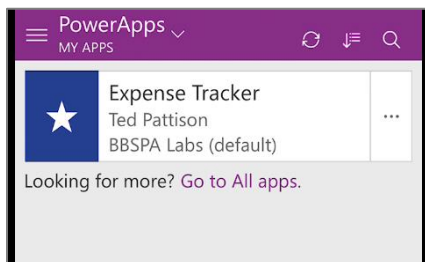 PowerApps
MY APPS
Expense Tracker
Ted Pattison
BBSPA Labs (default)
Looking for more? Go to All apps.